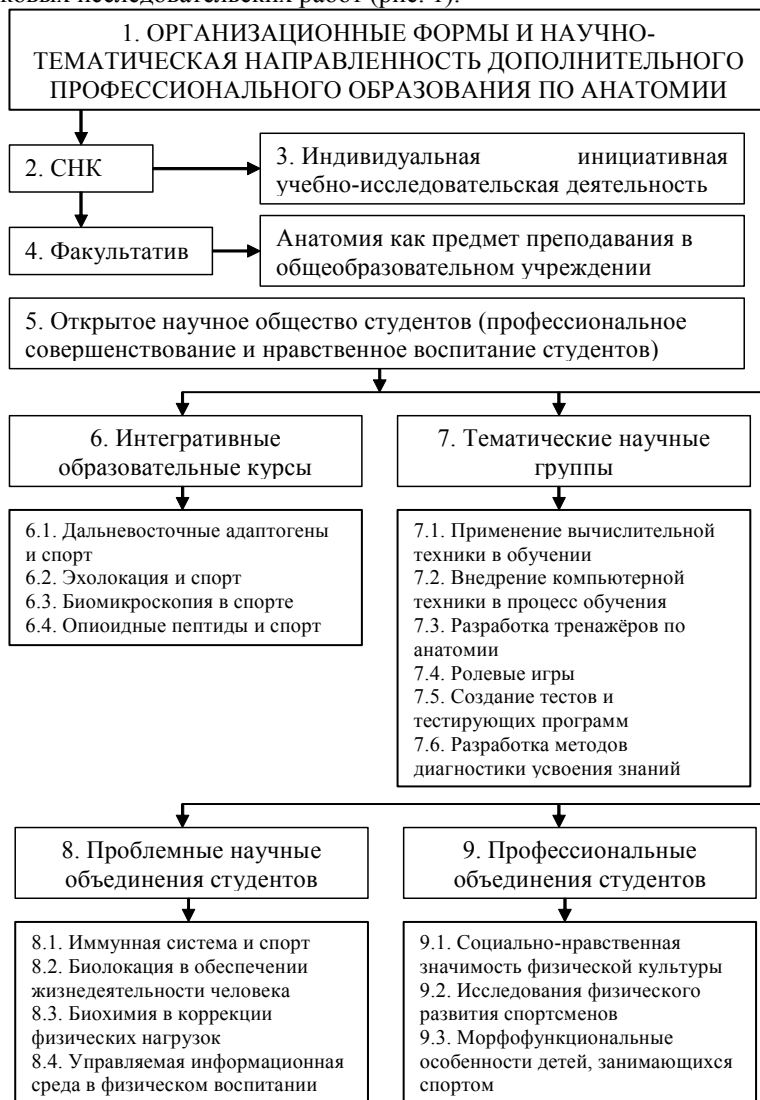 ковых исследовательских работ (рис. 1).
1. ОРГАНИЗАЦИОННЫЕ ФОРМЫ И НАУЧНО-
ТЕМАТИЧЕСКАЯ НАПРАВЛЕННОСТЬ ДОПОЛНИТЕЛЬНОГО
ПРОФЕССИОНАЛЬНОГО ОБРАЗОВАНИЯ ПО АНАТОМИИ
2. СНК
3. Индивидуальная инициативная
учебно-исследовательская деятельность
4. Факультатив
Анатомия как предмет преподавания в
общеобразовательном учреждении
5. Открытое научное общество студентов (профессиональное
совершенствование и нравственное воспитание студентов)
6. Интегративные
образовательные курсы
7. Тематические научные
группы
6.1. Дальневосточные адаптогены
и спорт
6.2. Эхолокация и спорт
6.3. Биомикроскопия в спорте
6.4. Опиоидные пептиды и спорт
7.1. Применение вычислительной
техники в обучении
7.2. Внедрение компьютерной
техники в процесс обучения
7.3. Разработка тренажёров по
анатомии
7.4. Ролевые игры
7.5. Создание тестов и
тестирующих программ
7.6. Разработка методов
диагностики усвоения знаний
8. Проблемные научные
объединения студентов
9. Профессиональные
объединения студентов
8.1. Иммунная система и спорт
8.2. Биолокация в обеспечении
жизнедеятельности человека
8.3. Биохимия в коррекции
физических нагрузок
8.4. Управляемая информационная
среда в физическом воспитании
9.1. Социально-нравственная
значимость физической культуры
9.2. Исследования физического
развития спортсменов
9.3. Морфофункциональные
особенности детей, занимающихся
спортом